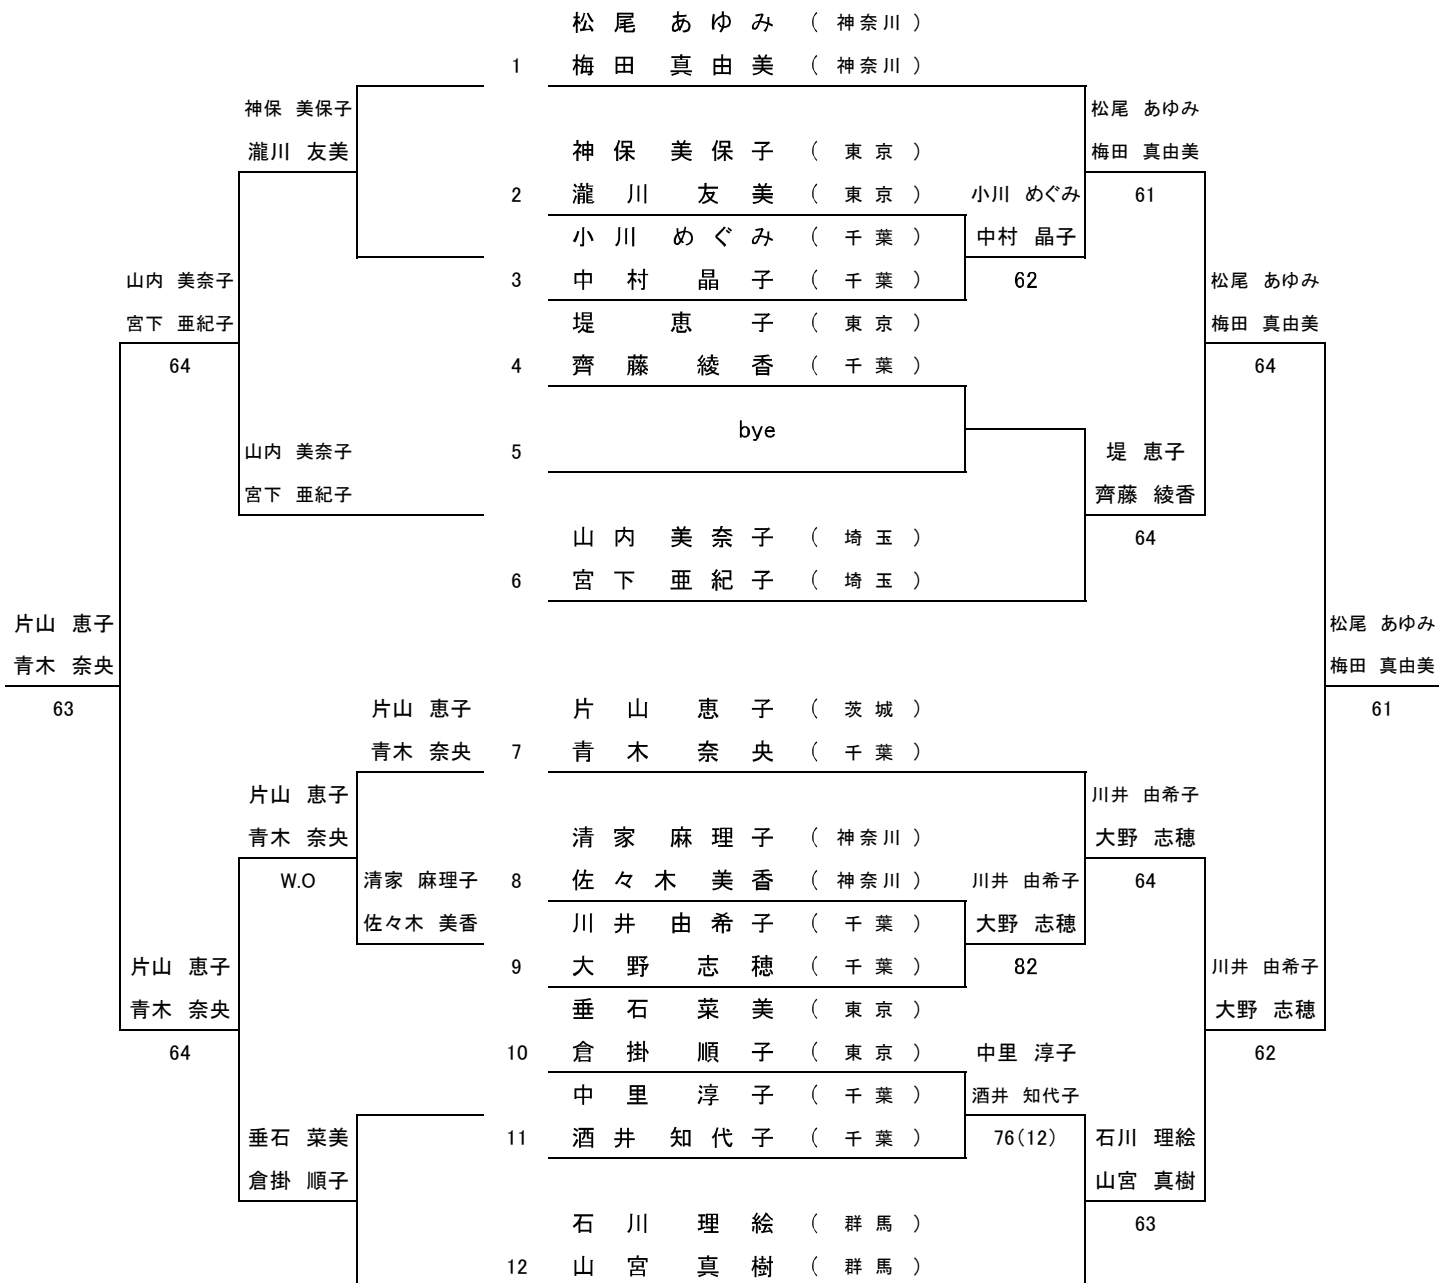 松尾 あゆみ (神奈川)
1 梅田 真由美 (神奈川)
神保 美保子 松尾 あゆみ
瀧川 友美 神保 美保子 (東京) 梅田 真由美
2 瀧川 友美 (東京) 小川 めぐみ 61
小川 めぐみ (千葉) 中村 晶子
山内 美奈子 3 中村 晶子 (千葉) 62 松尾 あゆみ
宮下 亜紀子 堤 恵子 (東京) 梅田 真由美
64 4 齊藤 綾香 (千葉) 64
bye
山内 美奈子 5 堤 恵子
宮下 亜紀子 齊藤 綾香
山内 美奈子 (埼玉) 64
6 宮下 亜紀子 (埼玉)
片山 恵子 松尾 あゆみ
青木 奈央 梅田 真由美
63 片山 恵子 片山 恵子 (茨城) 61
青木 奈央 7 青木 奈央 (千葉)
片山 恵子 川井 由希子
青木 奈央 清家 麻理子 (神奈川) 大野 志穂
W.O 清家 麻理子 8 佐々木 美香 (神奈川) 川井 由希子 64
佐々木 美香 川井 由希子 (千葉) 大野 志穂
片山 恵子 9 大野 志穂 (千葉) 82 川井 由希子
青木 奈央 垂石 菜美 (東京) 大野 志穂
64 10 倉掛 順子 (東京) 中里 淳子 62
中里 淳子 (千葉) 酒井 知代子
垂石 菜美 11 酒井 知代子 (千葉) 76(12) 石川 理絵
倉掛 順子 山宮 真樹
石川 理絵 (群馬) 63
12 山宮 真樹 (群馬)